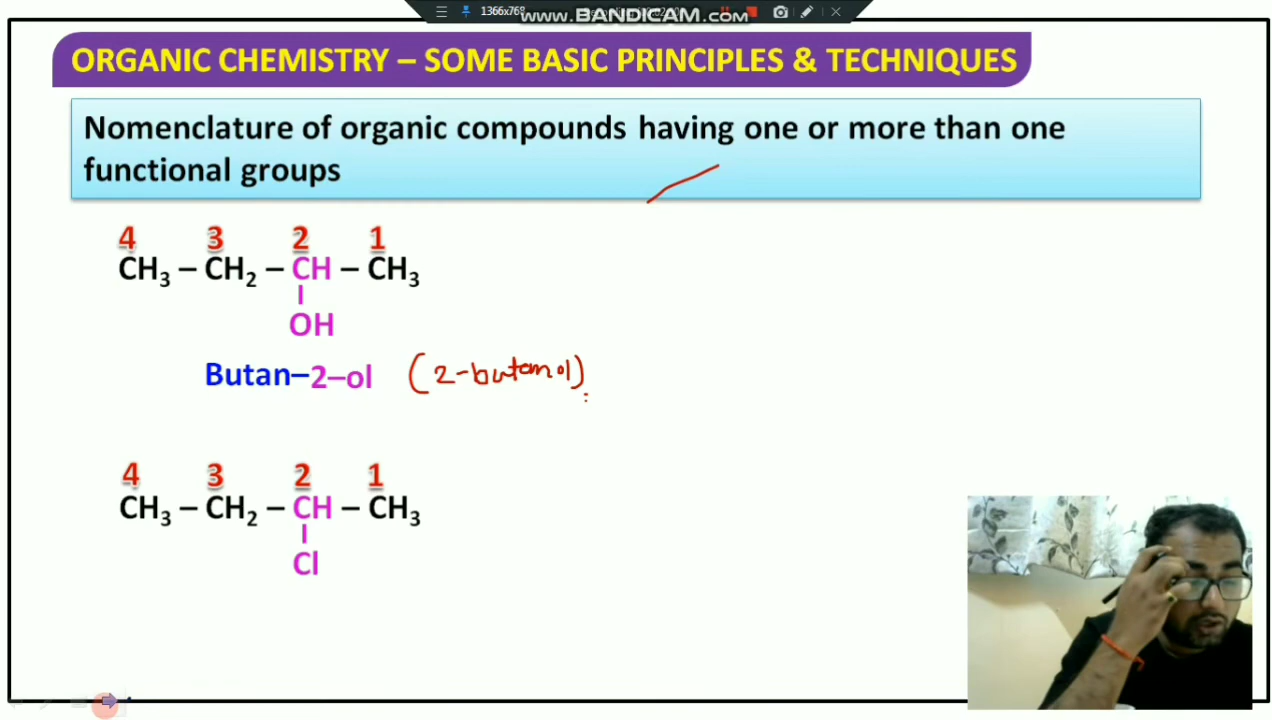 1366x768
www.BANDICAM.com
ORGANIC CHEMISTRY – SOME BASIC PRINCIPLES & TECHNIQUES
Nomenclature of organic compounds having one or more than one
functional groups
4 3 2 1
CH₃ – CH₂ – CH – CH₃
OH
Butan–2–ol (2-butanol)
4 3 2 1
CH₃ – CH₂ – CH – CH₃
Cl